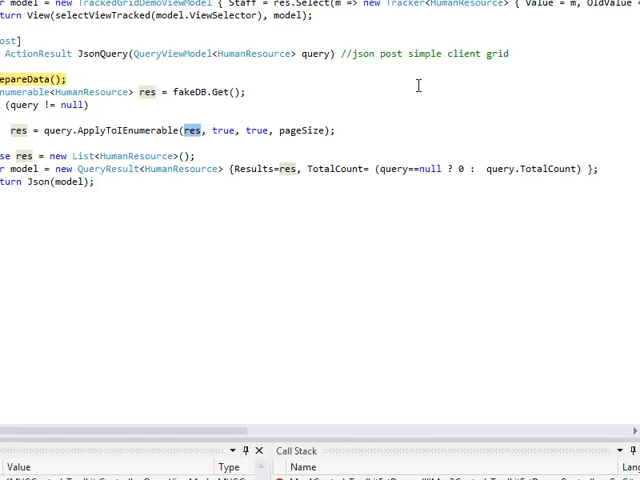 r model = new TrackedGridDemoViewModel { Staff = res.Select(m => new Tracker<HumanResource> { Value = m, OldValue =
turn View(selectViewTracked(model.ViewSelector), model);
ost]
ActionResult JsonQuery(QueryViewModel<HumanResource> query) //json post simple client grid
epareData();
numerable<HumanResource> res = fakeDB.Get();
(query != null)
res = query.ApplyToIEnumerable(res, true, true, pageSize);
se res = new List<HumanResource>();
r model = new QueryResult<HumanResource> {Results=res, TotalCount= (query==null ? 0 : query.TotalCount) };
turn Json(model);
Call Stack
Value Type Name Lang